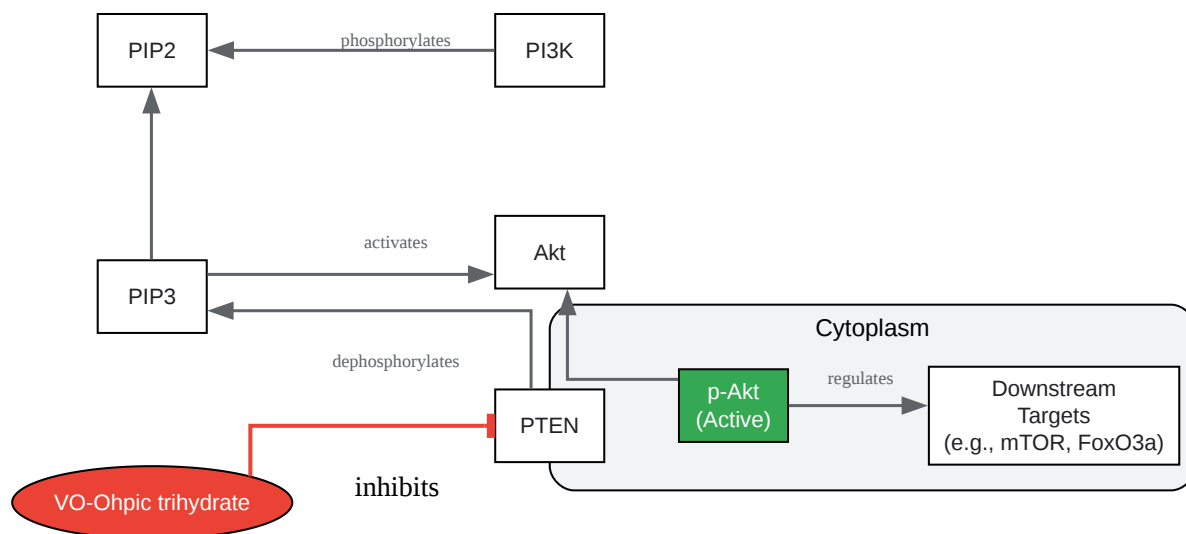 PIP2
phosphorylates
PI3K
activates
Akt
PIP3
Cytoplasm
dephosphorylates
PTEN
p-Akt
(Active)
regulates
Downstream
Targets
(e.g., mTOR, FoxO3a)
VO-Ohpic trihydrate
inhibits